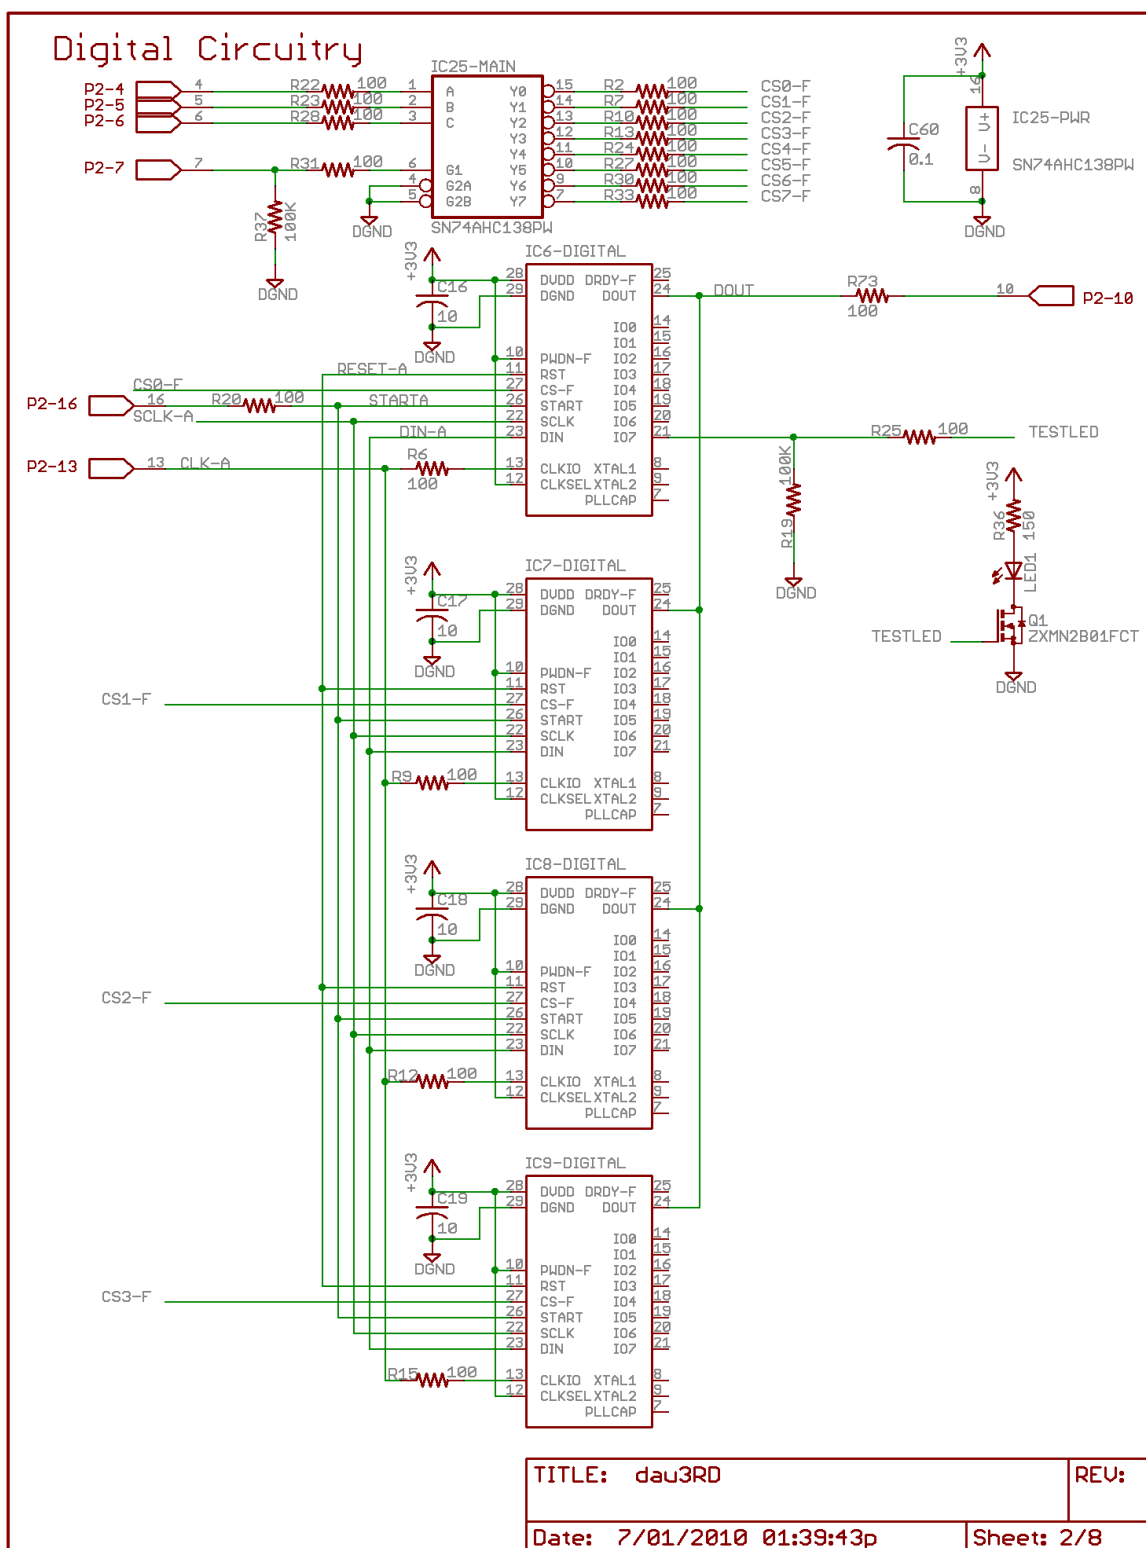 Digital Circuitry
IC25-MAIN
P2-4 4 R22 100 1 A Y0 15 R2 100 CS0-F
P2-5 5 R23 100 2 B Y1 14 R7 100 CS1-F
P2-6 6 R28 100 3 C Y2 13 R10 100 CS2-F
Y3 12 R13 100 CS3-F
Y4 11 R24 100 CS4-F
P2-7 7 R31 100 6 G1 Y5 10 R27 100 CS5-F
4 G2A Y6 9 R30 100 CS6-F
5 G2B Y7 7 R33 100 CS7-F
SN74AHC138PW
R37 100K
DGND
DGND
+3V3
16
C60
0.1
V+
V-
8
IC25-PWR
SN74AHC138PW
DGND
IC6-DIGITAL
+3V3
C16
10
DGND
28 DVDD DRDY-F 25
29 DGND DOUT 24
DOUT
R73
100
10 P2-10
IO0 14
IO1 15
10 PWDN-F IO2 16
RESET-A 11 RST IO3 17
CS0-F 27 CS-F IO4 18
P2-16 16 R20 100 STARTA 26 START IO5 19
SCLK-A 22 SCLK IO6 20
DIN-A 23 DIN IO7 21
R25 100 TESTLED
P2-13 13 CLK-A R6 100 13 CLKIO XTAL1 8
12 CLKSEL XTAL2 9
PLLCAP 7
100K
R19
DGND
+3V3
R36 150
LED1
Q1
TESTLED ZXMN2B01FCT
DGND
IC7-DIGITAL
+3V3
C17
10
DGND
28 DVDD DRDY-F 25
29 DGND DOUT 24
IO0 14
IO1 15
10 PWDN-F IO2 16
11 RST IO3 17
CS1-F 27 CS-F IO4 18
26 START IO5 19
22 SCLK IO6 20
23 DIN IO7 21
R9 100 13 CLKIO XTAL1 8
12 CLKSEL XTAL2 9
PLLCAP 7
IC8-DIGITAL
+3V3
C18
10
DGND
28 DVDD DRDY-F 25
29 DGND DOUT 24
IO0 14
IO1 15
10 PWDN-F IO2 16
11 RST IO3 17
CS2-F 27 CS-F IO4 18
26 START IO5 19
22 SCLK IO6 20
23 DIN IO7 21
R12 100 13 CLKIO XTAL1 8
12 CLKSEL XTAL2 9
PLLCAP 7
IC9-DIGITAL
+3V3
C19
10
DGND
28 DVDD DRDY-F 25
29 DGND DOUT 24
IO0 14
IO1 15
10 PWDN-F IO2 16
11 RST IO3 17
CS3-F 27 CS-F IO4 18
26 START IO5 19
22 SCLK IO6 20
23 DIN IO7 21
R15 100 13 CLKIO XTAL1 8
12 CLKSEL XTAL2 9
PLLCAP 7
TITLE: dau3RD REV:
Date: 7/01/2010 01:39:43p Sheet: 2/8